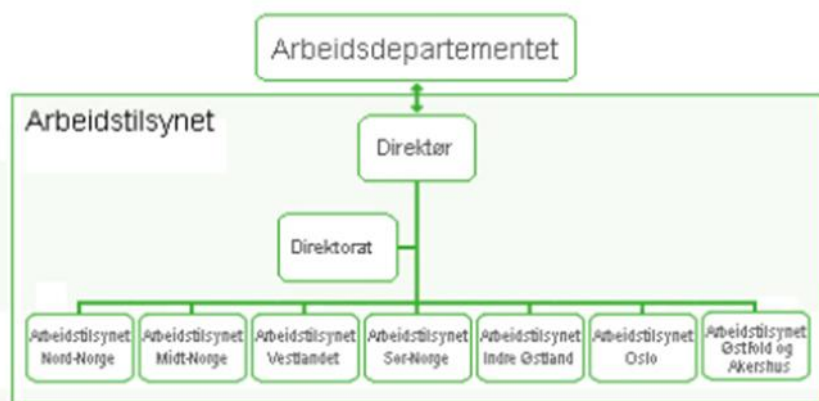 Arbeidsdepartementet
Arbeidstilsynet
Direktør
Direktorat
Arbeidstilsynet
Nord-Norge
Arbeidstilsynet
Midt-Norge
Arbeidstilsynet
Vestlandet
Arbeidstilsynet
Sør-Norge
Arbeidstilsynet
Indre Østland
Arbeidstilsynet
Oslo
Arbeidstilsynet
Østfold og
Akershus